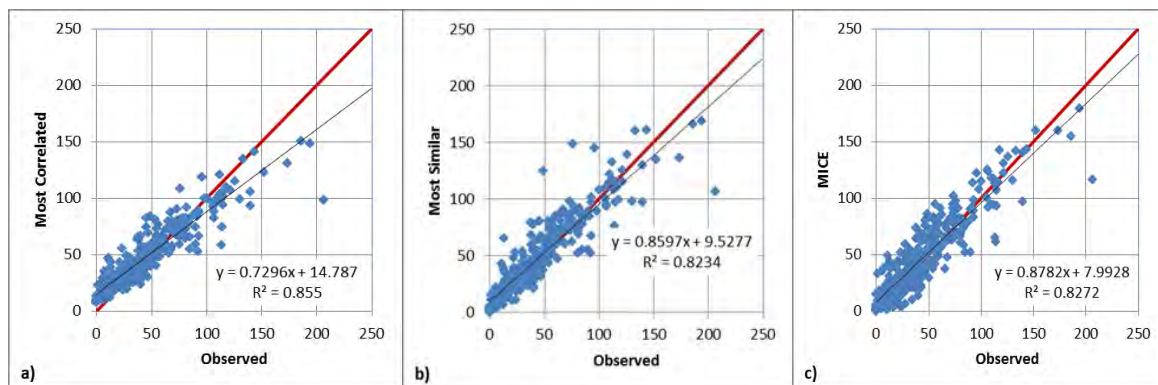 250
200
150
100
50
0
Most Correlated
y = 0.7296x + 14.787
R² = 0.855
0 50 100 150 200 250
Observed
a)
250
200
150
100
50
0
Most Similar
y = 0.8597x + 9.5277
R² = 0.8234
0 50 100 150 200 250
Observed
b)
250
200
150
100
50
0
MICE
y = 0.8782x + 7.9928
R² = 0.8272
0 50 100 150 200 250
Observed
c)